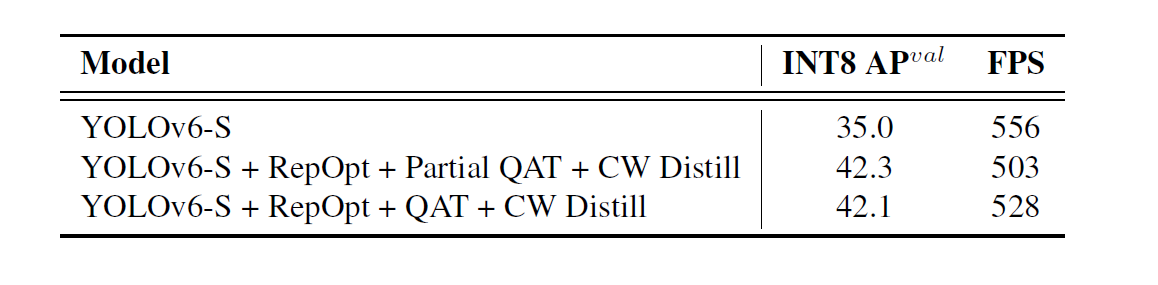 Model INT8 AP^val FPS
YOLOv6-S 35.0 556
YOLOv6-S + RepOpt + Partial QAT + CW Distill 42.3 503
YOLOv6-S + RepOpt + QAT + CW Distill 42.1 528